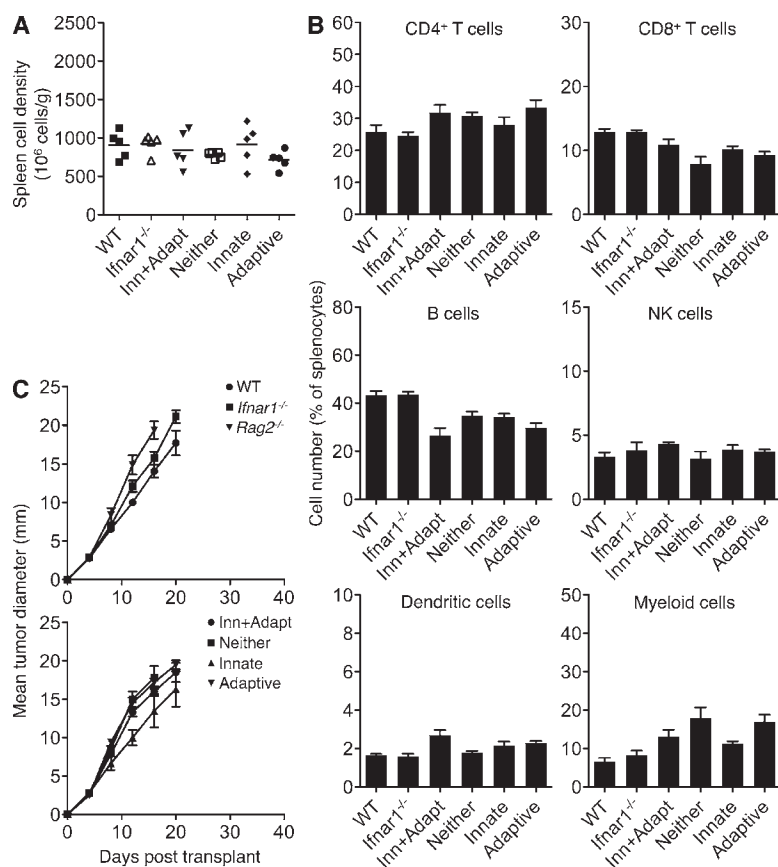 A
Spleen cell density
(10⁶ cells/g)
2500
2000
1500
1000
500
0
WT
Ifnar1⁻/⁻
Inn+Adapt
Neither
Innate
Adaptive
B
Cell number (% of splenocytes)
CD4⁺ T cells
60
50
40
30
20
10
0
WT
Ifnar1⁻/⁻
Inn+Adapt
Neither
Innate
Adaptive
CD8⁺ T cells
30
20
10
0
WT
Ifnar1⁻/⁻
Inn+Adapt
Neither
Innate
Adaptive
B cells
80
60
40
20
0
WT
Ifnar1⁻/⁻
Inn+Adapt
Neither
Innate
Adaptive
NK cells
15
10
5
0
WT
Ifnar1⁻/⁻
Inn+Adapt
Neither
Innate
Adaptive
Dendritic cells
10
8
6
4
2
0
WT
Ifnar1⁻/⁻
Inn+Adapt
Neither
Innate
Adaptive
Myeloid cells
50
40
30
20
10
0
WT
Ifnar1⁻/⁻
Inn+Adapt
Neither
Innate
Adaptive
C
Mean tumor diameter (mm)
25
20
15
10
5
0
WT
Ifnar1⁻/⁻
Rag2⁻/⁻
0 10 20 30 40
25
20
15
10
5
0
Inn+Adapt
Neither
Innate
Adaptive
0 10 20 30 40
Days post transplant